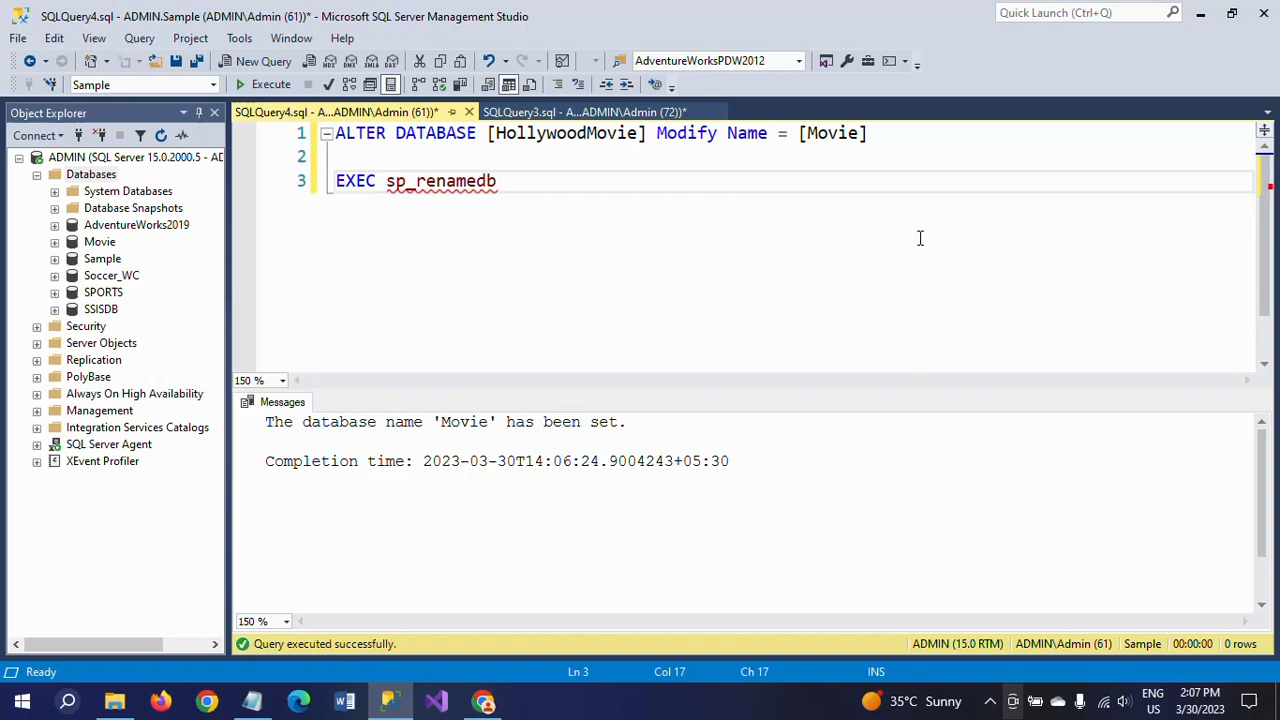 SQLQuery4.sql - ADMIN.Sample (ADMIN\Admin (61))* - Microsoft SQL Server Management Studio
Quick Launch (Ctrl+Q)
File Edit View Query Project Tools Window Help
New Query
MDX DMX XMLA DAX
AdventureWorksPDW2012
Sample
Execute
Object Explorer
SQLQuery4.sql - A...ADMIN\Admin (61))*
SQLQuery3.sql - A...ADMIN\Admin (72))*
Connect
ADMIN (SQL Server 15.0.2000.5 - AD
Databases
System Databases
Database Snapshots
AdventureWorks2019
Movie
Sample
Soccer_WC
SPORTS
SSISDB
Security
Server Objects
Replication
PolyBase
Always On High Availability
Management
Integration Services Catalogs
SQL Server Agent
XEvent Profiler
1 ALTER DATABASE [HollywoodMovie] Modify Name = [Movie]
2
3 EXEC sp_renamedb
150 %
Messages
The database name 'Movie' has been set.
Completion time: 2023-03-30T14:06:24.9004243+05:30
150 %
Query executed successfully.
ADMIN (15.0 RTM) ADMIN\Admin (61) Sample 00:00:00 0 rows
Ready
Ln 3 Col 17 Ch 17 INS
35°C Sunny
ENG
US
2:07 PM
3/30/2023